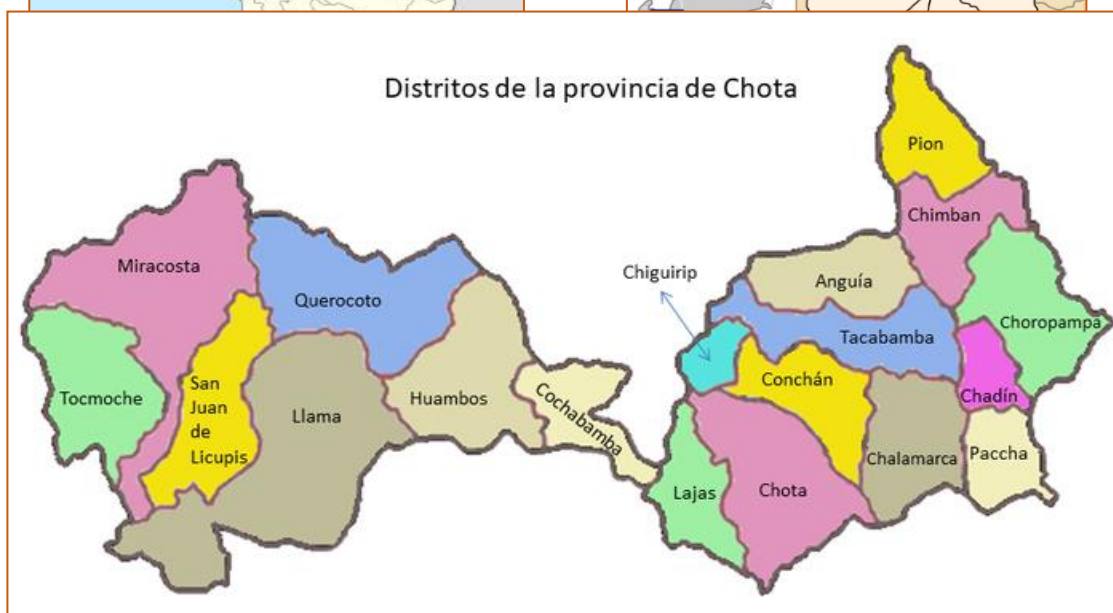 Distritos de la provincia de Chota
Pion
Chimban
Miracosta
Chiguirip
Anguía
Querocoto
Choropampa
Tacabamba
San
Juan
de
Licupis
Conchán
Tocmoche
Huambos
Cochabamba
Chadín
Llama
Chalamarca
Paccha
Lajas
Chota